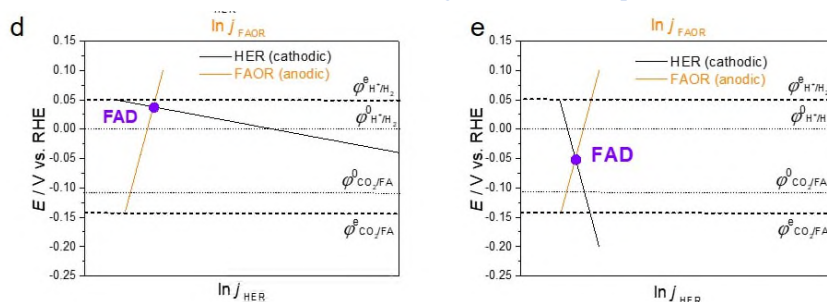 d
ln j FAOR
0.15
0.10
0.05
0.00
-0.05
-0.10
-0.15
-0.20
-0.25
E / V vs. RHE
HER (cathodic)
FAOR (anodic)
φ^e H⁺/H₂
φ^0 H⁺/H₂
FAD
φ^0 CO₂/FA
φ^e CO₂/FA
ln j HER
e
ln j FAOR
0.15
0.10
0.05
0.00
-0.05
-0.10
-0.15
-0.20
-0.25
E / V vs. RHE
HER (cathodic)
FAOR (anodic)
φ^e H⁺/H₂
φ^0 H⁺/H
FAD
φ^0 CO₂/FA
φ^e CO₂/FA
ln j HER